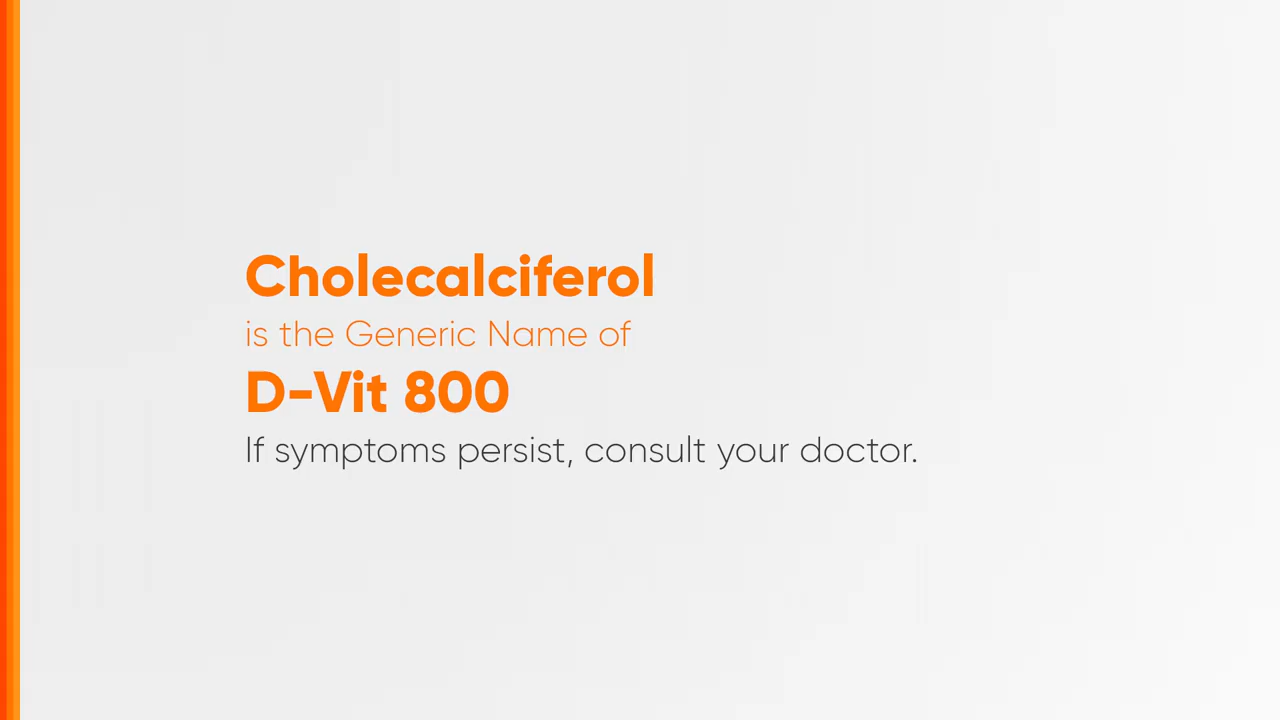 Cholecalciferol
is the Generic Name of
D-Vit 800
If symptoms persist, consult your doctor.